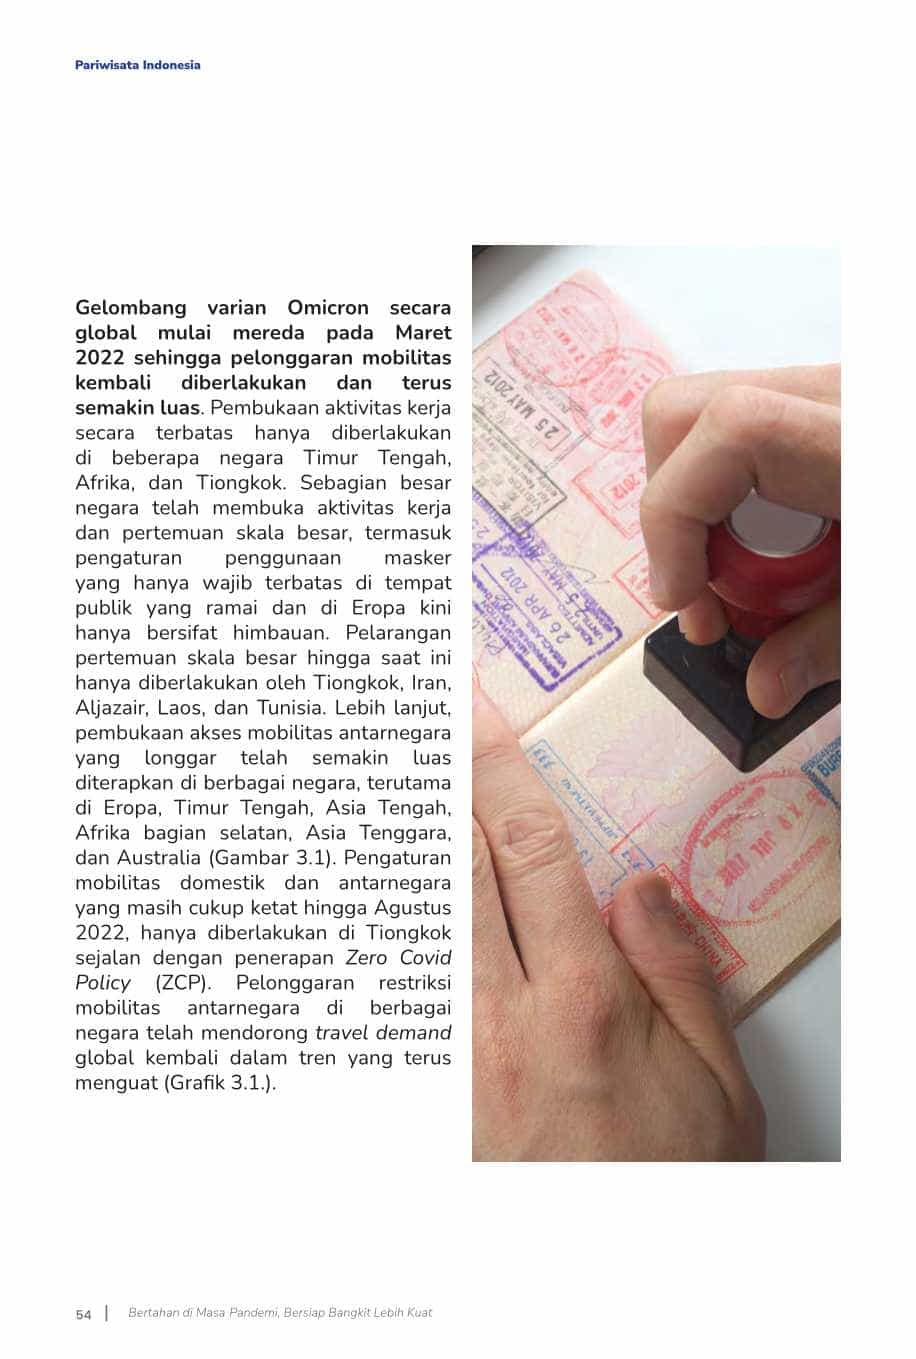 Pariwisata Indonesia
Gelombang varian Omicron secara
global mulai mereda pada Maret
2022 sehingga pelonggaran mobilitas
kembali diberlakukan dan terus
semakin luas. Pembukaan aktivitas kerja
secara terbatas hanya diberlakukan
di beberapa negara Timur Tengah,
Afrika, dan Tiongkok. Sebagian besar
negara telah membuka aktivitas kerja
dan pertemuan skala besar, termasuk
pengaturan penggunaan masker
yang hanya wajib terbatas di tempat
publik yang ramai dan di Eropa kini
hanya bersifat himbauan. Pelarangan
pertemuan skala besar hingga saat ini
hanya diberlakukan oleh Tiongkok, Iran,
Aljazair, Laos, dan Tunisia. Lebih lanjut,
pembukaan akses mobilitas antarnegara
yang longgar telah semakin luas
diterapkan di berbagai negara, terutama
di Eropa, Timur Tengah, Asia Tengah,
Afrika bagian selatan, Asia Tenggara,
dan Australia (Gambar 3.1). Pengaturan
mobilitas domestik dan antarnegara
yang masih cukup ketat hingga Agustus
2022, hanya diberlakukan di Tiongkok
sejalan dengan penerapan Zero Covid
Policy (ZCP). Pelonggaran restriksi
mobilitas antarnegara di berbagai
negara telah mendorong travel demand
global kembali dalam tren yang terus
menguat (Grafik 3.1.).
25 MAY 2012
26 APR 2012
54 | Bertahan di Masa Pandemi, Bersiap Bangkit Lebih Kuat